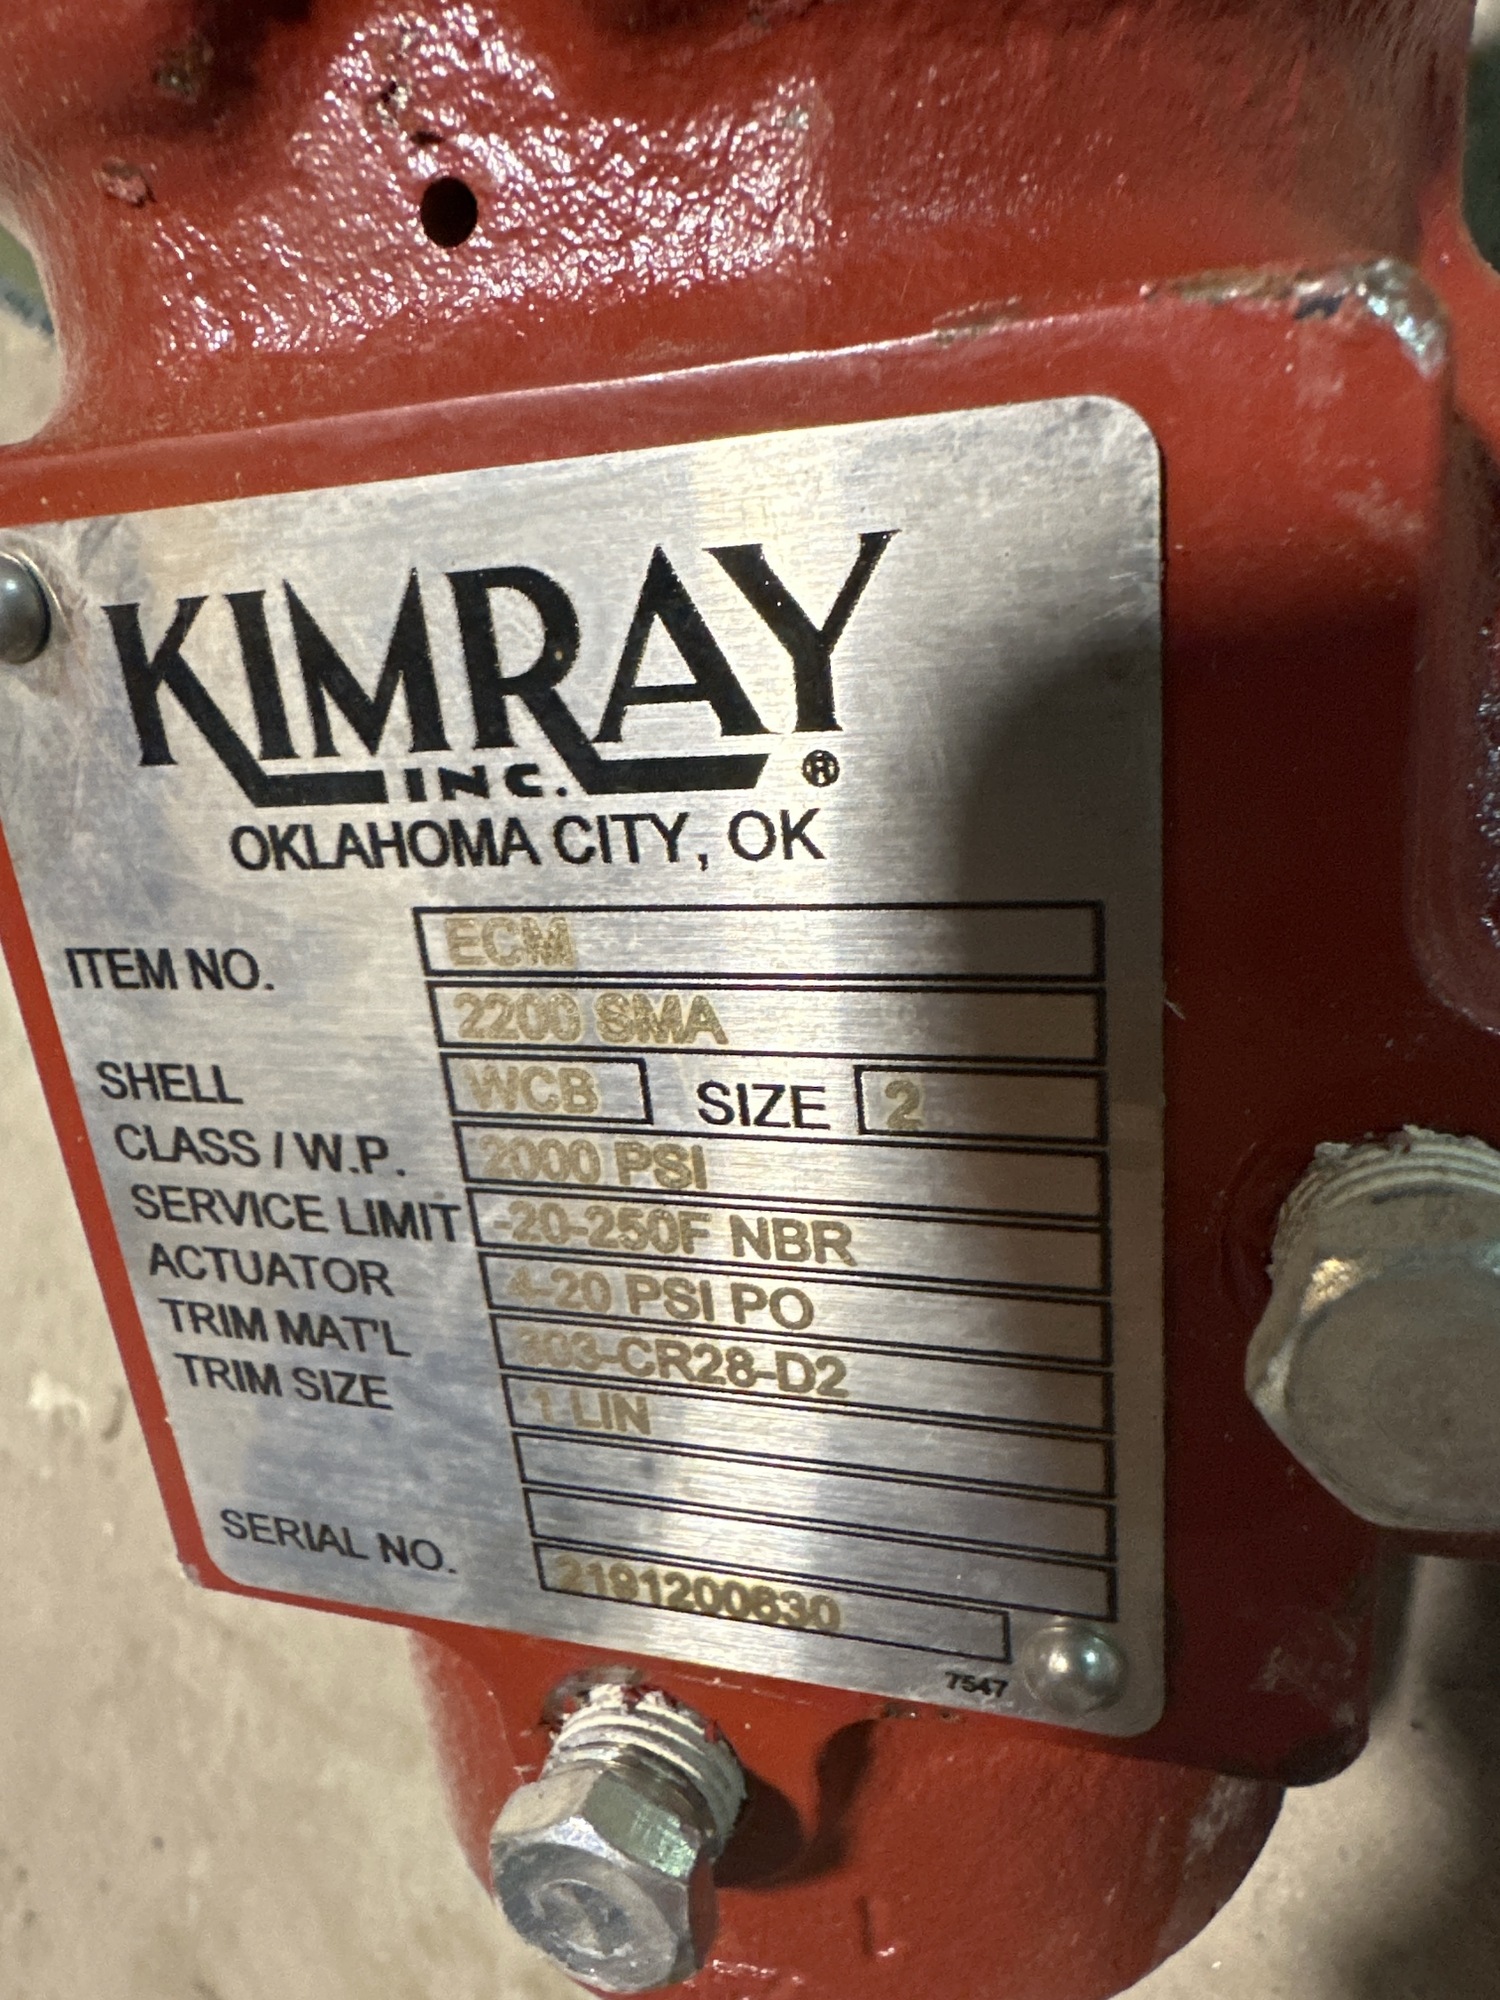 KIMRAY
INC. ®
OKLAHOMA CITY, OK
ITEM NO. ECM
2200 SMA
SHELL WCB SIZE 2
CLASS / W.P. 2000 PSI
SERVICE LIMIT -20-250F NBR
ACTUATOR 4-20 PSI PO
TRIM MAT'L 303-CR28-D2
TRIM SIZE 1 LIN
SERIAL NO. 2191200630
7547